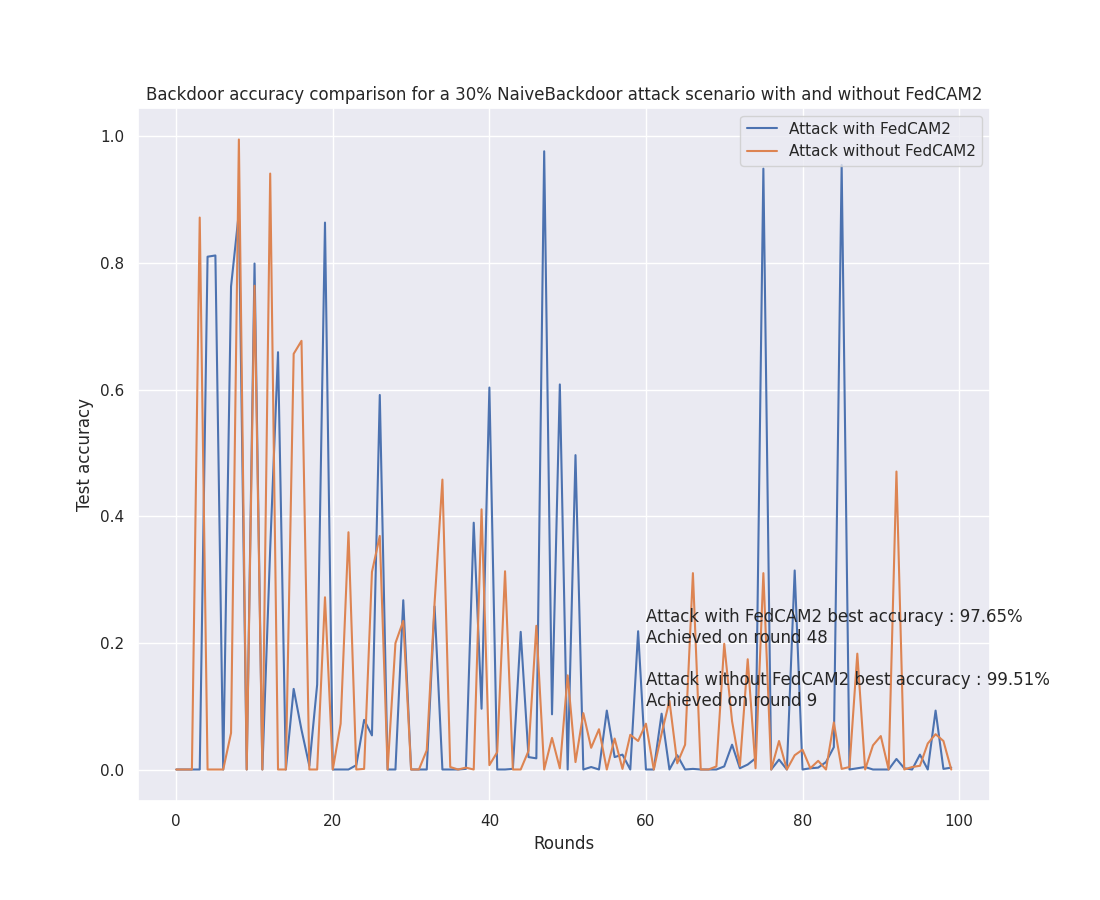 Backdoor accuracy comparison for a 30% NaiveBackdoor attack scenario with and without FedCAM2
Attack with FedCAM2
Attack without FedCAM2
1.0
0.8
0.6
0.4
0.2
0.0
Test accuracy
Attack with FedCAM2 best accuracy : 97.65%
Achieved on round 48
Attack without FedCAM2 best accuracy : 99.51%
Achieved on round 9
0
20
40
60
80
100
Rounds